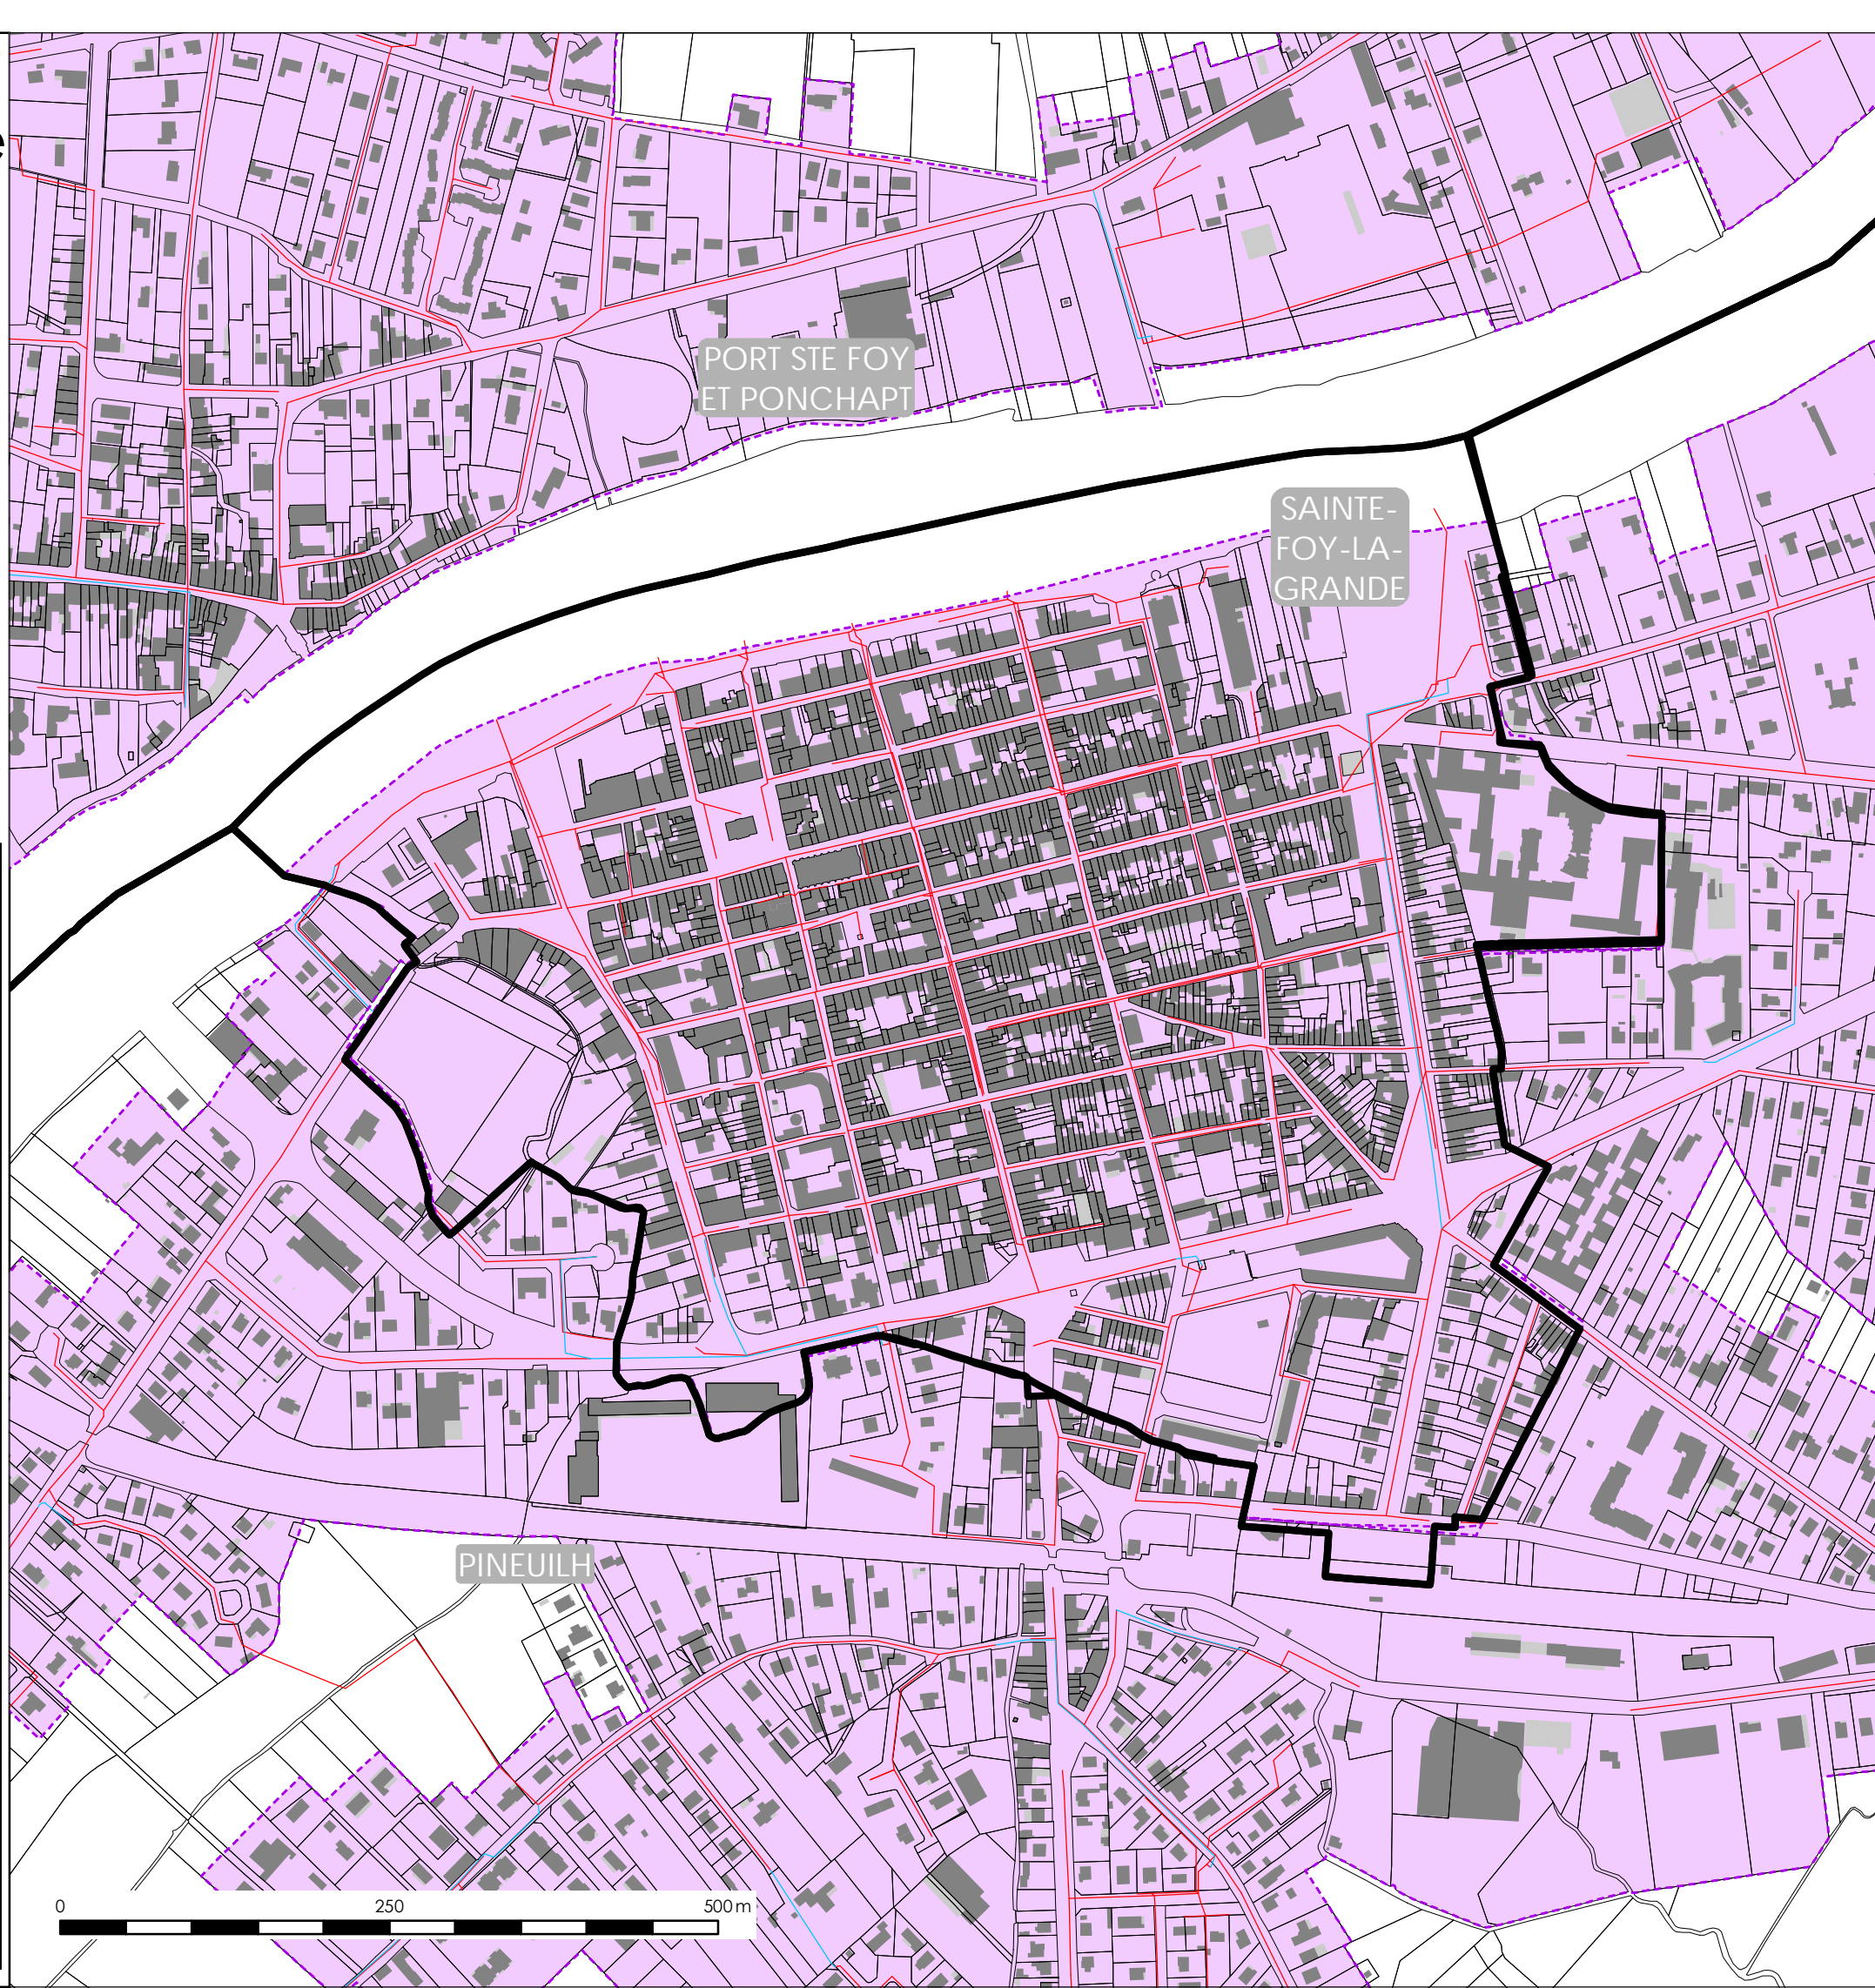 PORT STE FOY
ET PONCHAPT
SAINTE-
FOY-LA-
GRANDE
PINEUILH
0 250 500 m